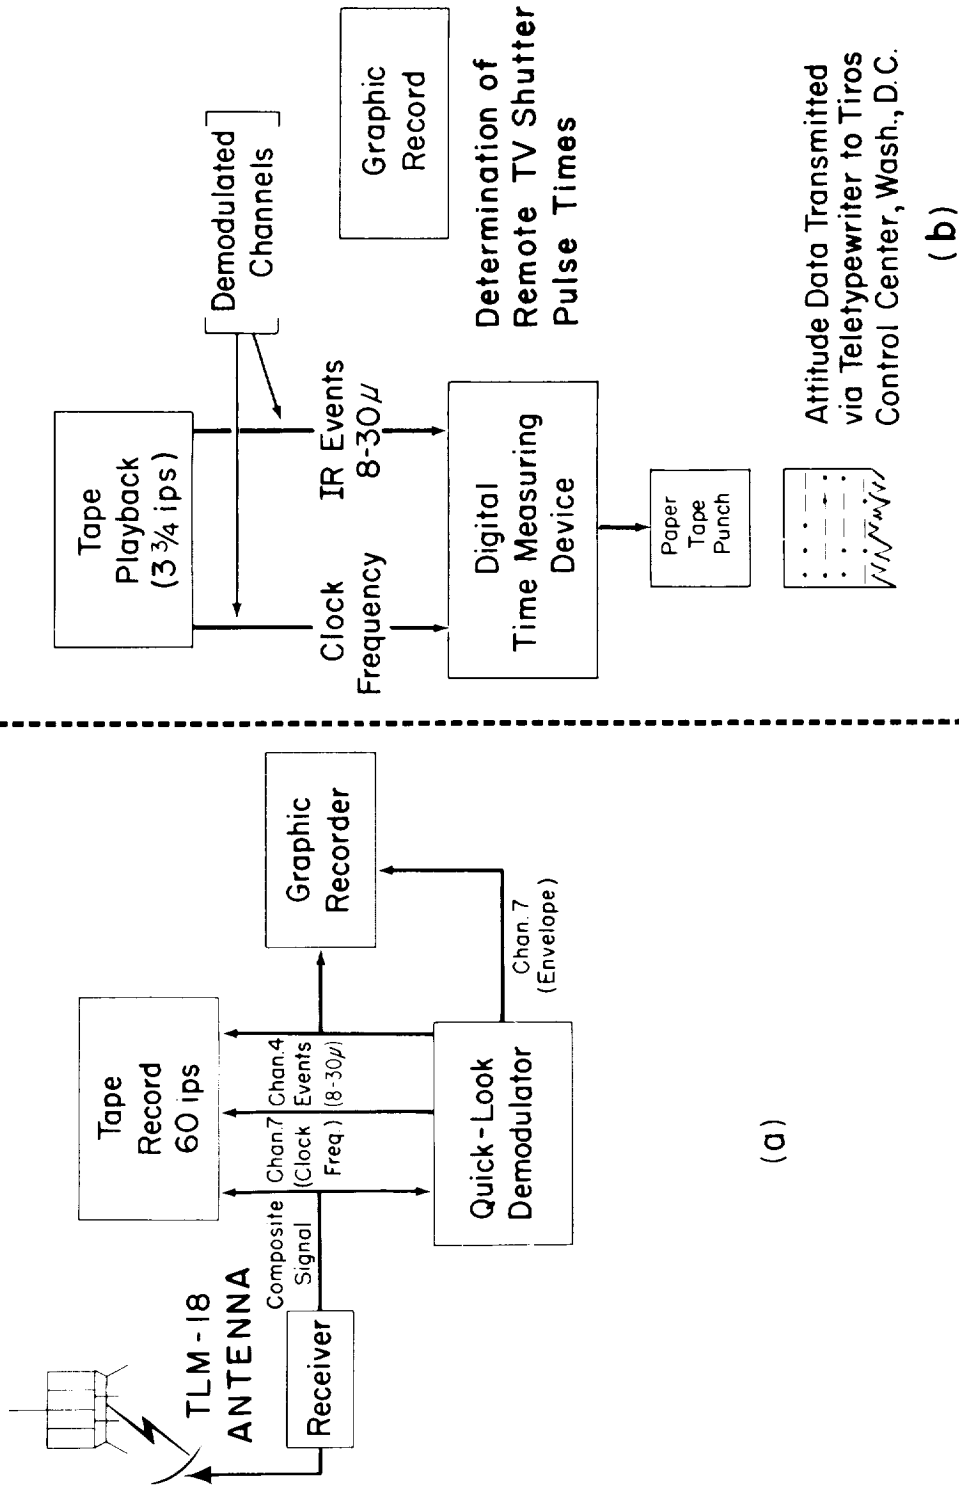 TLM-18
ANTENNA
Receiver
Composite
Signal
Tape
Record
60 ips
Chan.7
(Clock
Freq.)
Chan.4
Events
(8-30μ)
Quick-Look
Demodulator
Chan. 7
(Envelope)
Graphic
Recorder
(a)
Tape
Playback
(3 3/4 ips)
Demodulated
Channels
Clock
Frequency
IR Events
8-30μ
Digital
Time Measuring
Device
Paper
Tape
Punch
Graphic
Record
Determination of
Remote TV Shutter
Pulse Times
Attitude Data Transmitted
via Teletypewriter to Tiros
Control Center, Wash., D.C.
(b)